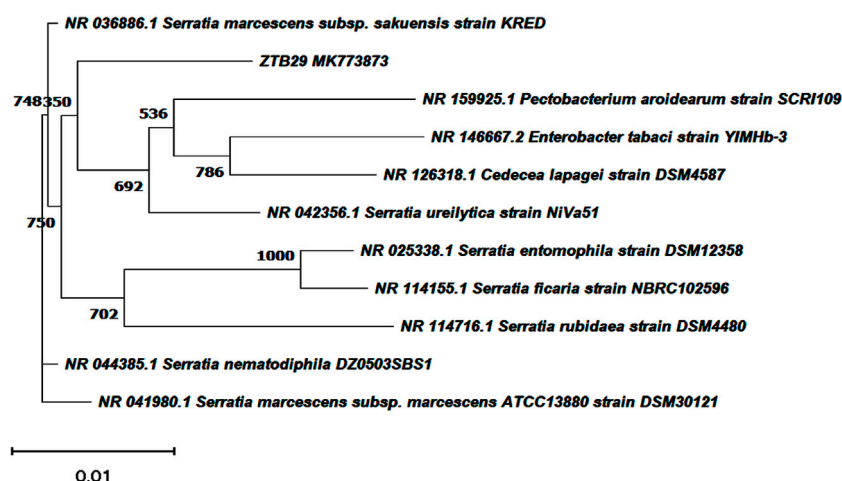 NR 036886.1 Serratia marcescens subsp. sakuensis strain KRED
ZTB29 MK773873
748 350
NR 159925.1 Pectobacterium aroidearum strain SCRI109
536
NR 146667.2 Enterobacter tabaci strain YIMHb-3
786
NR 126318.1 Cedecea lapagei strain DSM4587
692
NR 042356.1 Serratia ureilytica strain NiVa51
750
1000
NR 025338.1 Serratia entomophila strain DSM12358
NR 114155.1 Serratia ficaria strain NBRC102596
702
NR 114716.1 Serratia rubidaea strain DSM4480
NR 044385.1 Serratia nematodiphila DZ0503SBS1
NR 041980.1 Serratia marcescens subsp. marcescens ATCC13880 strain DSM30121
0.01